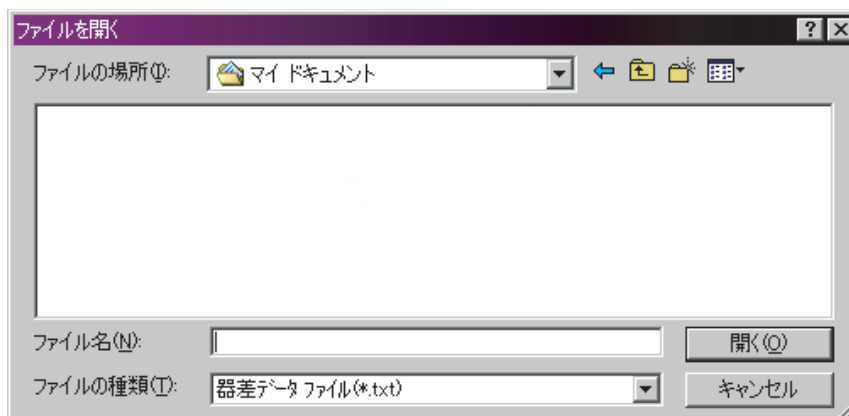 ファイルを開く
ファイルの場所(I): マイ ドキュメント
ファイル名(N): 開く(O)
ファイルの種類(T): 器差データ ファイル(*.txt) キャンセル